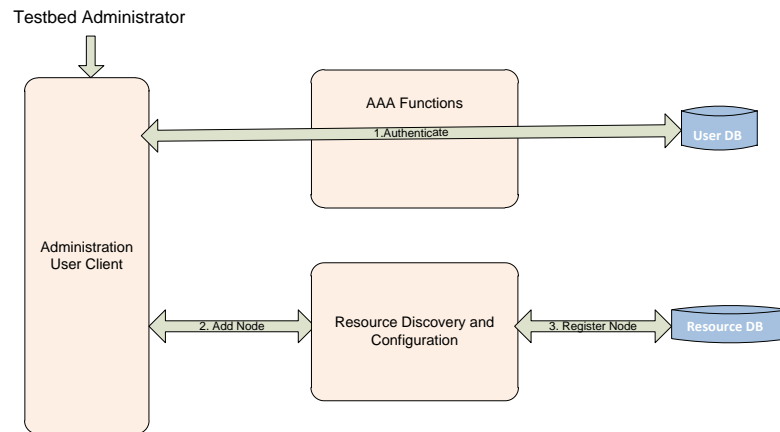 Testbed Administrator
AAA Functions
1.Authenticate
User DB
Administration
User Client
2. Add Node
Resource Discovery and
Configuration
3. Register Node
Resource DB